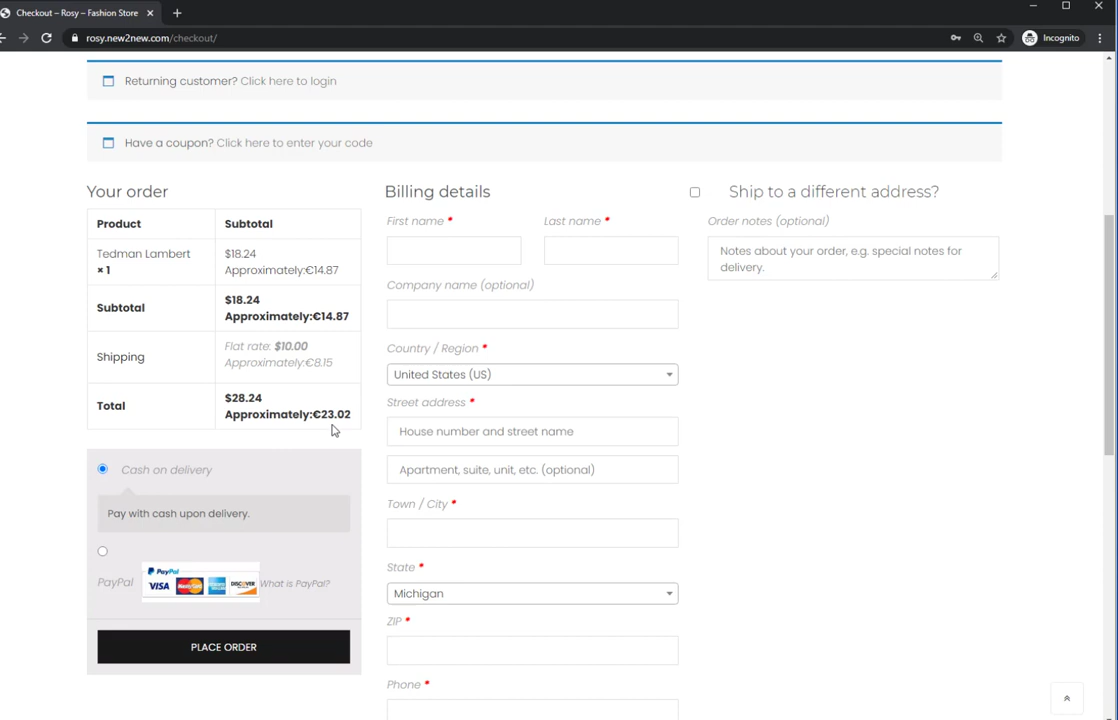 Checkout – Rosy – Fashion Store
rosy.new2new.com/checkout/
Incognito
Returning customer? Click here to login
Have a coupon? Click here to enter your code
Your order
Product Subtotal
Tedman Lambert $18.24
× 1 Approximately:€14.87
Subtotal $18.24
Approximately:€14.87
Shipping Flat rate: $10.00
Approximately:€8.15
Total $28.24
Approximately:€23.02
Cash on delivery
Pay with cash upon delivery.
PayPal
VISA MasterCard AMERICAN EXPRESS DISCOVER
PayPal What is PayPal?
PLACE ORDER
Billing details
First name * Last name *
Company name (optional)
Country / Region *
United States (US)
Street address *
House number and street name
Apartment, suite, unit, etc. (optional)
Town / City *
State *
Michigan
ZIP *
Phone *
Ship to a different address?
Order notes (optional)
Notes about your order, e.g. special notes for
delivery.